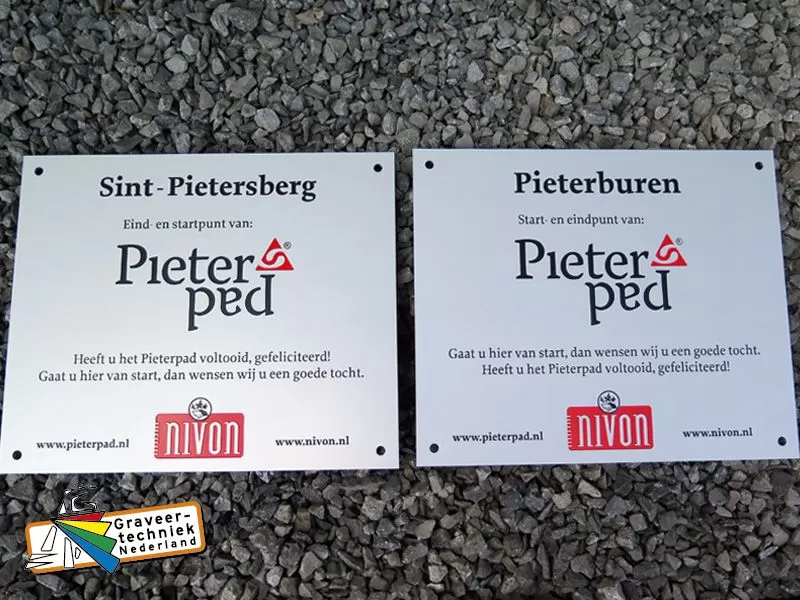 Sint-Pietersberg
Eind- en startpunt van:
Pieter®
pad
Heeft u het Pieterpad voltooid, gefeliciteerd!
Gaat u hier van start, dan wensen wij u een goede tocht.
www.pieterpad.nl
nivon
www.nivon.nl
Pieterburen
Start- en eindpunt van:
Pieter®
pad
Gaat u hier van start, dan wensen wij u een goede tocht.
Heeft u het Pieterpad voltooid, gefeliciteerd!
www.pieterpad.nl
nivon
www.nivon.nl
Graveer-
techniek
Nederland